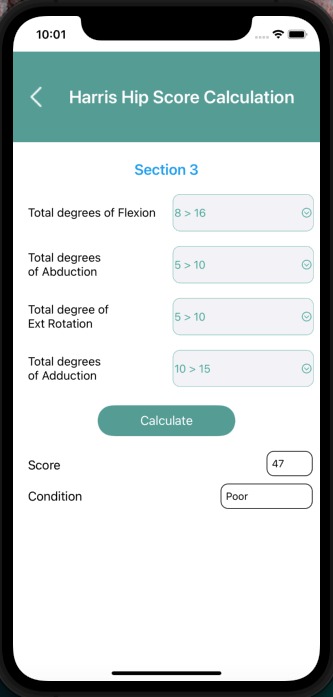 10:01
Harris Hip Score Calculation
Section 3
Total degrees of Flexion 8 > 16
Total degrees
of Abduction 5 > 10
Total degree of
Ext Rotation 5 > 10
Total degrees
of Adduction 10 > 15
Calculate
Score 47
Condition Poor